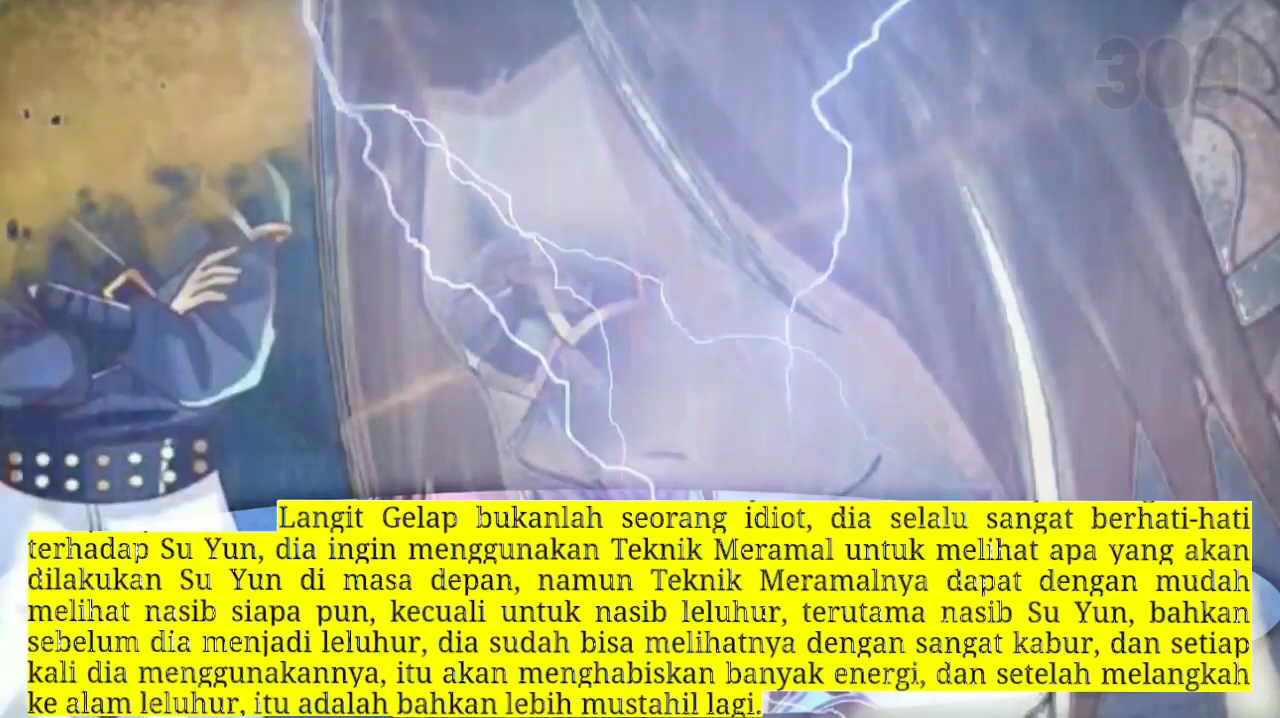 309
Langit Gelap bukanlah seorang idiot, dia selalu sangat berhati-hati
terhadap Su Yun, dia ingin menggunakan Teknik Meramal untuk melihat apa yang akan
dilakukan Su Yun di masa depan, namun Teknik Meramalnya dapat dengan mudah
melihat nasib siapa pun, kecuali untuk nasib leluhur, terutama nasib Su Yun, bahkan
sebelum dia menjadi leluhur, dia sudah bisa melihatnya dengan sangat kabur, dan setiap
kali dia menggunakannya, itu akan menghabiskan banyak energi, dan setelah melangkah
ke alam leluhur, itu adalah bahkan lebih mustahil lagi.